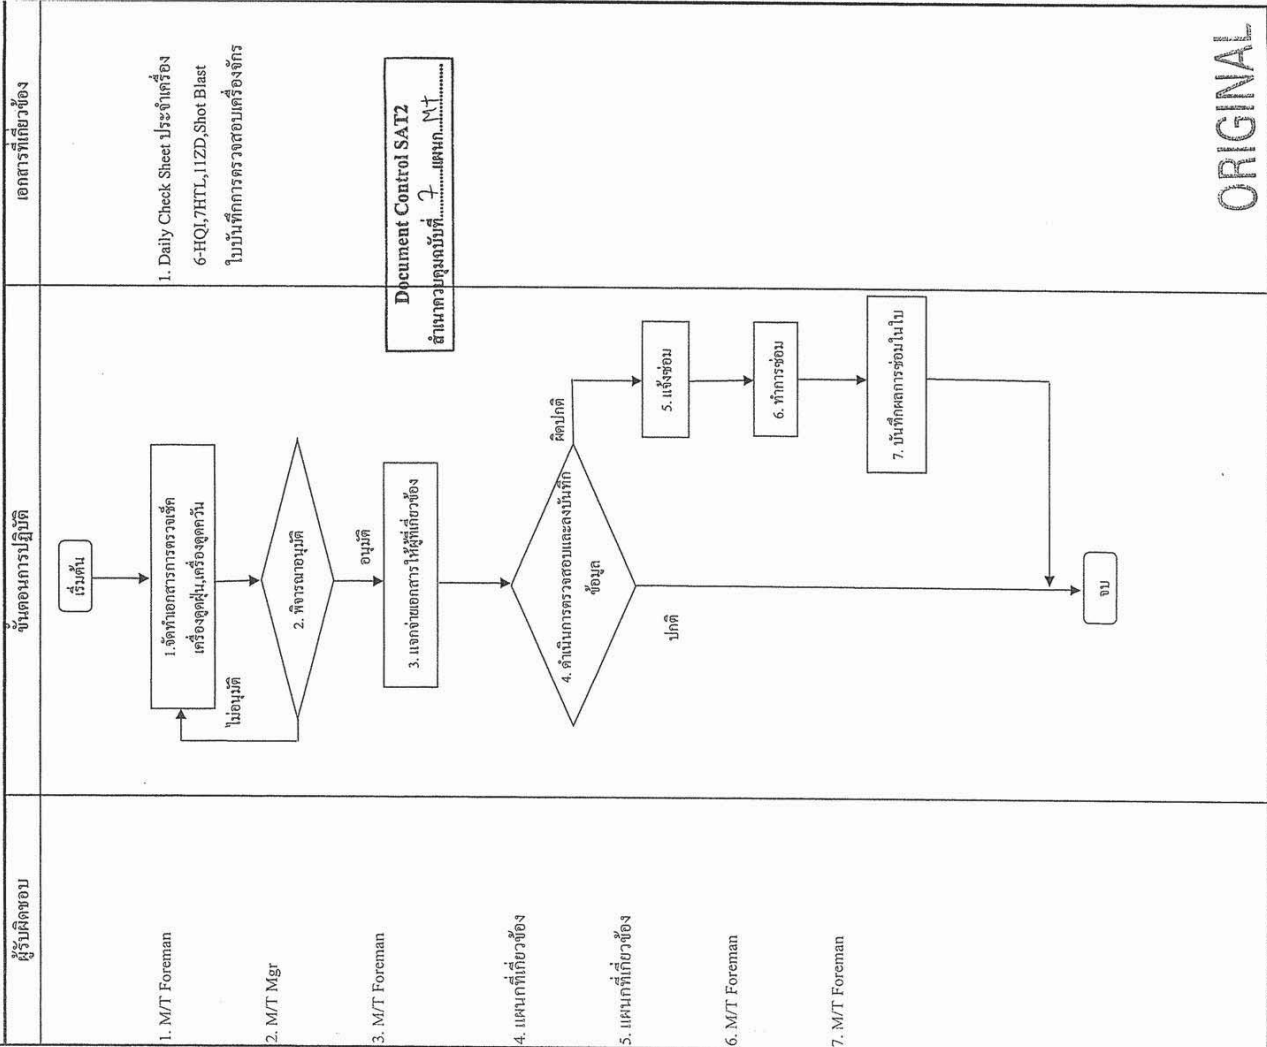 ผู้รับผิดชอบ
ขั้นตอนการปฏิบัติ
เอกสารที่เกี่ยวข้อง
1. M/T Foreman
2. M/T Mgr
3. M/T Foreman
4. แผนกที่เกี่ยวข้อง
5. แผนกที่เกี่ยวข้อง
6. M/T Foreman
7. M/T Foreman
เริ่มต้น
1.จัดทำเอกสารการตรวจเช็ค
เครื่องดูดฝุ่น,เครื่องดูดควัน
ไม่อนุมัติ
2. พิจารณาอนุมัติ
อนุมัติ
3. แจกจ่ายเอกสารให้ผู้ที่เกี่ยวข้อง
4. ดำเนินการตรวจสอบและลงบันทึก
ข้อมูล
ผิดปกติ
ปกติ
5. แจ้งซ่อม
6. ทำการซ่อม
7. บันทึกผลการซ่อมในใบ
จบ
1. Daily Check Sheet ประจำเครื่อง
6-HQI,7HTL,11ZD,Shot Blast
ใบบันทึกการตรวจสอบเครื่องจักร
Document Control SAT2
สำเนาควบคุมฉบับที่ 7 แผนก MT
ORIGINAL